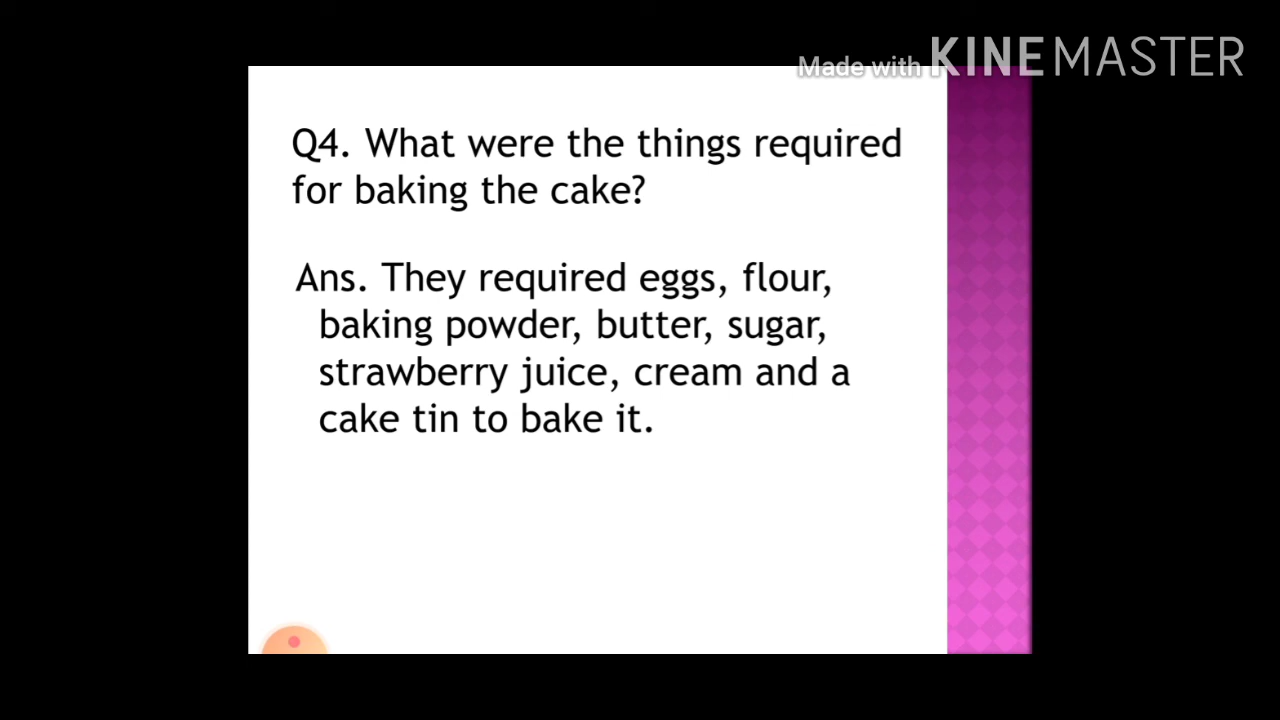 Made with KINEMASTER
Q4. What were the things required
for baking the cake?
Ans. They required eggs, flour,
baking powder, butter, sugar,
strawberry juice, cream and a
cake tin to bake it.